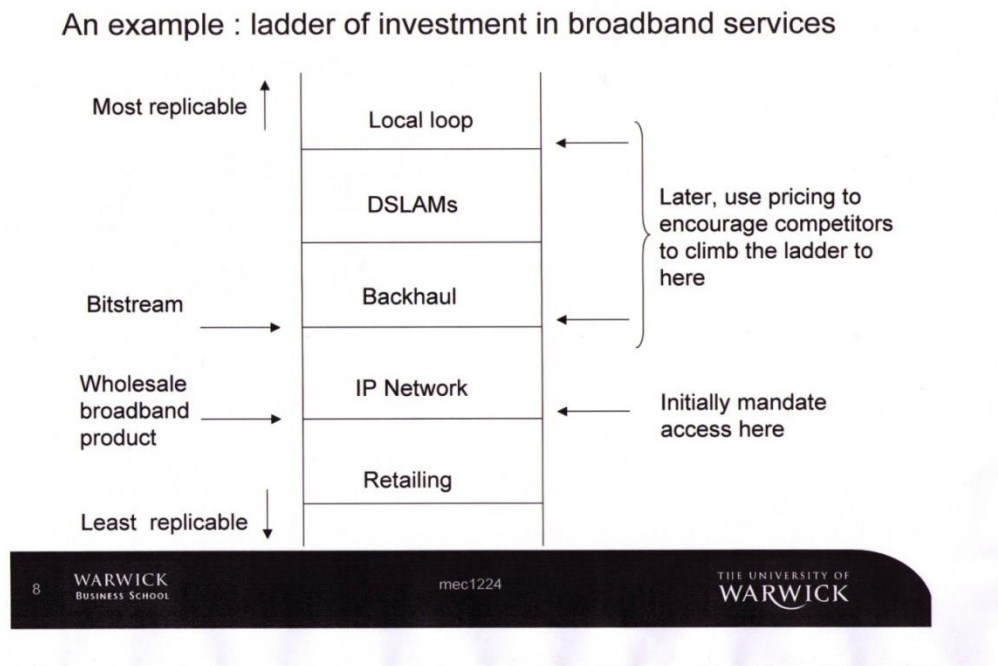 An example : ladder of investment in broadband services
Most replicable
Local loop
DSLAMs
Later, use pricing to
encourage competitors
to climb the ladder to
here
Bitstream
Backhaul
Wholesale
broadband
product
IP Network
Initially mandate
access here
Retailing
Least replicable
8
WARWICK
BUSINESS SCHOOL
mec1224
THE UNIVERSITY OF
WARWICK